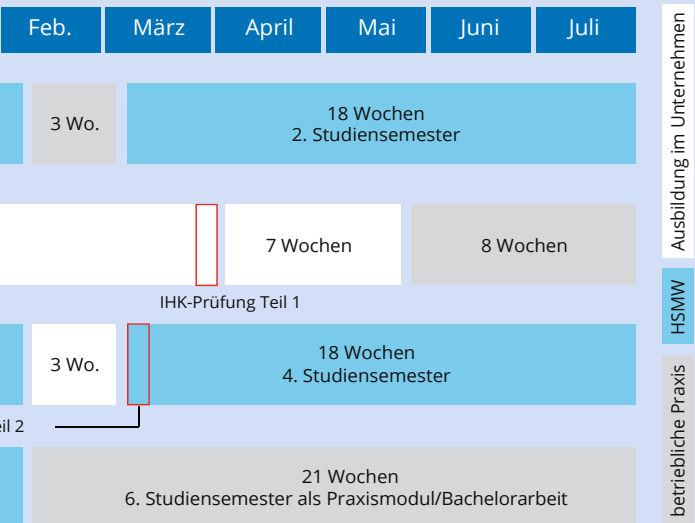 Feb.
März
April
Mai
Juni
Juli
3 Wo.
18 Wochen
2. Studiensemester
7 Wochen
8 Wochen
IHK-Prüfung Teil 1
3 Wo.
18 Wochen
4. Studiensemester
eil 2
21 Wochen
6. Studiensemester als Praxismodul/Bachelorarbeit
Ausbildung im Unternehmen
HSMW
betriebliche Praxis